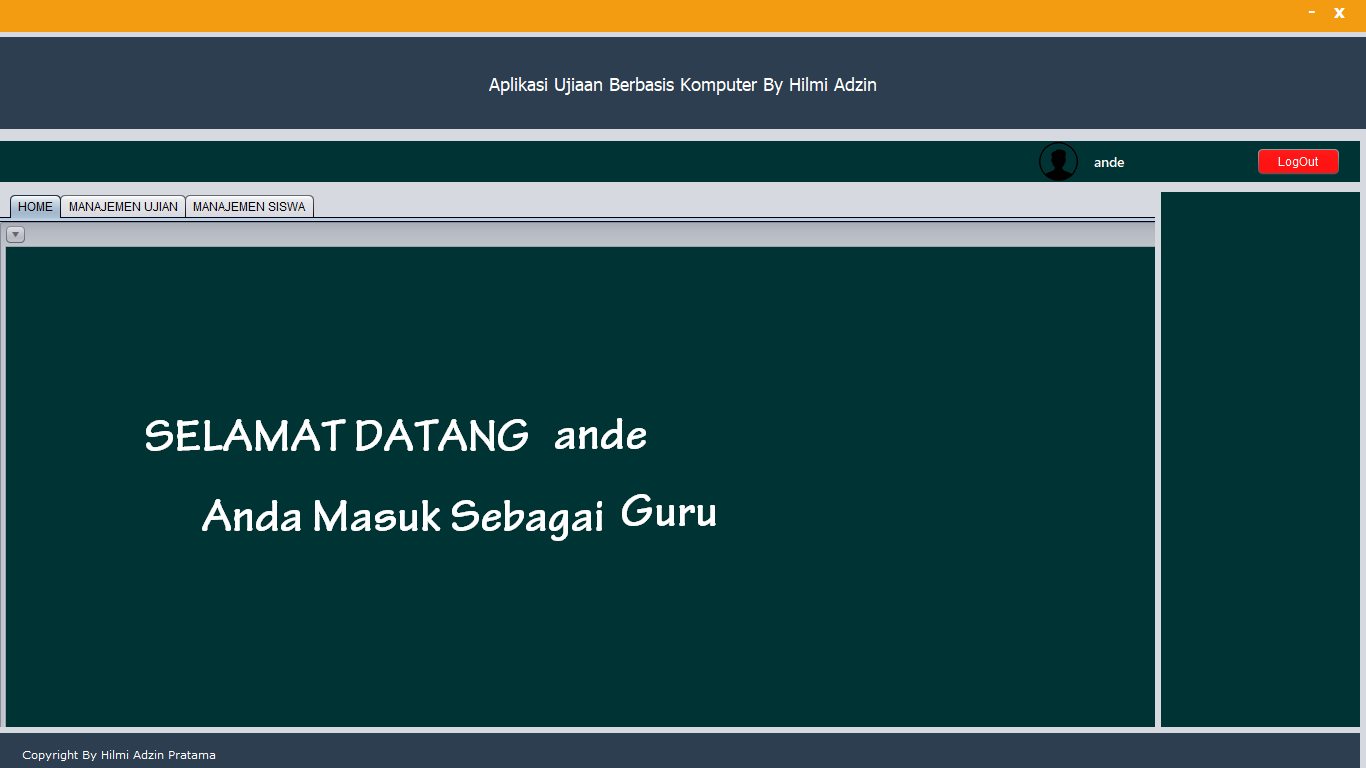 - x
Aplikasi Ujiaan Berbasis Komputer By Hilmi Adzin
ande LogOut
HOME MANAJEMEN UJIAN MANAJEMEN SISWA
SELAMAT DATANG ande
Anda Masuk Sebagai Guru
Copyright By Hilmi Adzin Pratama